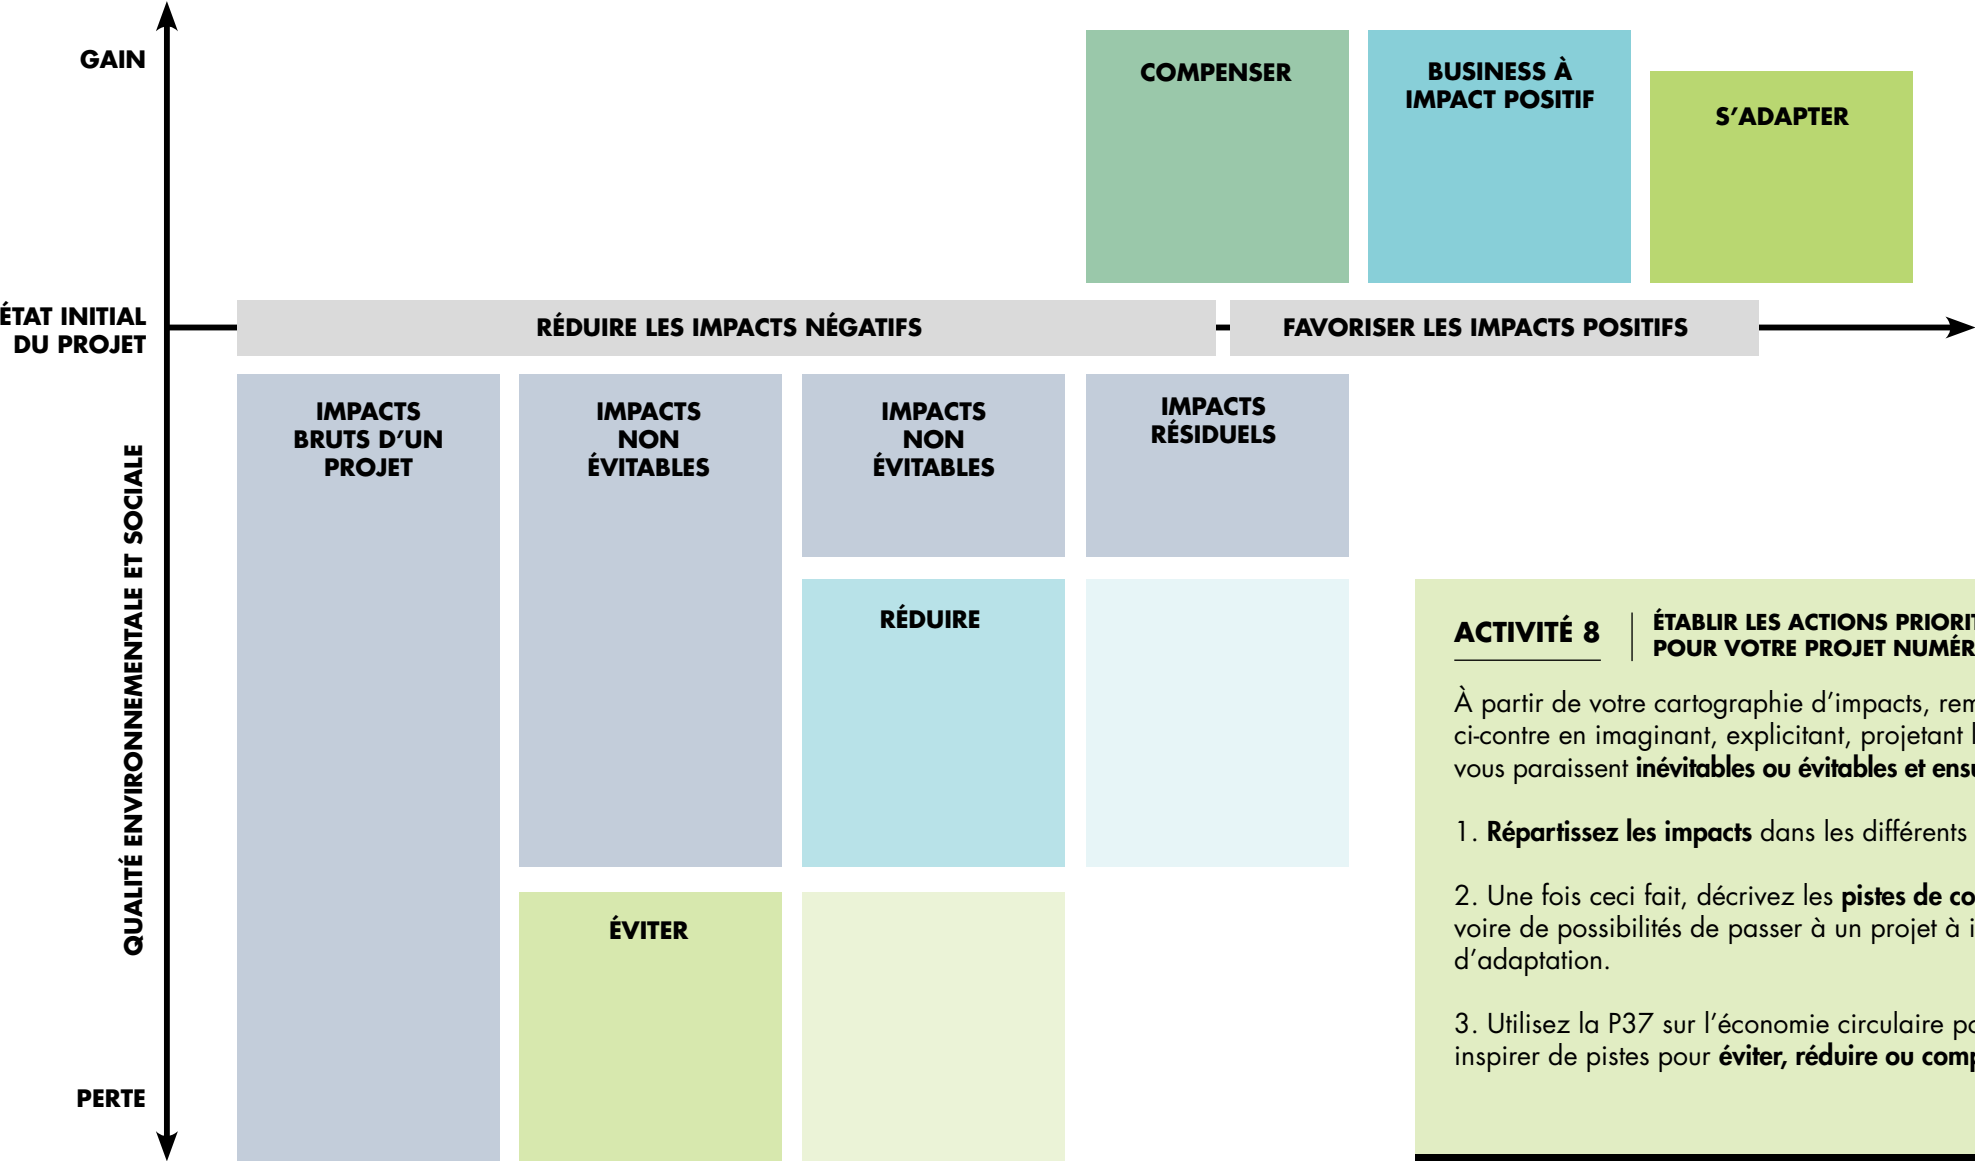 GAIN
COMPENSER
BUSINESS À
IMPACT POSITIF
S’ADAPTER
ÉTAT INITIAL
DU PROJET
RÉDUIRE LES IMPACTS NÉGATIFS
FAVORISER LES IMPACTS POSITIFS
IMPACTS
BRUTS D’UN
PROJET
IMPACTS
NON
ÉVITABLES
IMPACTS
NON
ÉVITABLES
IMPACTS
RÉSIDUELS
QUALITÉ ENVIRONNEMENTALE ET SOCIALE
RÉDUIRE
ÉVITER
PERTE
ACTIVITÉ 8
ÉTABLIR LES ACTIONS
POUR VOTRE PROJET
À partir de votre cartographie d’impacts,
ci-contre en imaginant, explicitant, projetant
vous paraissent inévitables ou évitables et
1. Répartissez les impacts dans les différents
2. Une fois ceci fait, décrivez les pistes de
voire de possibilités de passer à un projet à
d’adaptation.
3. Utilisez la P37 sur l’économie circulaire
inspirer de pistes pour éviter, réduire ou